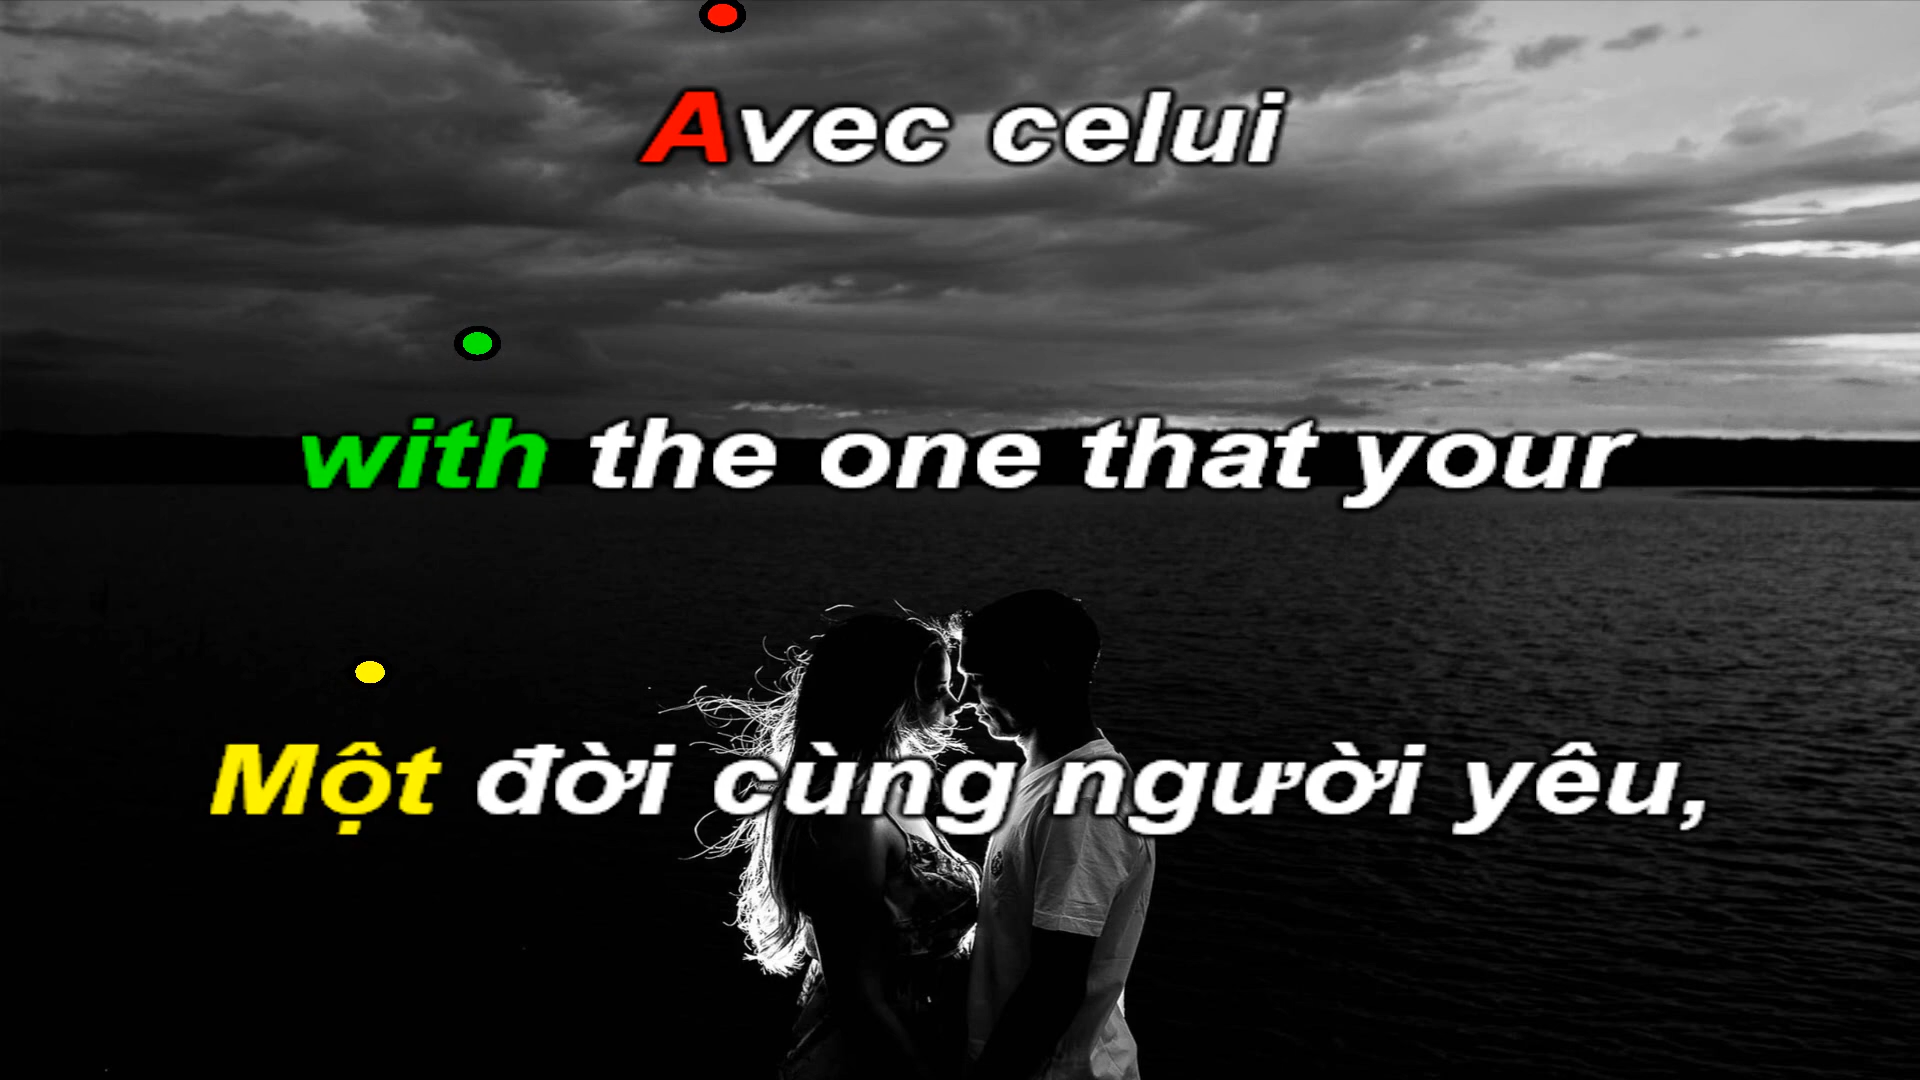 Avec celui
with the one that your
Một đời cùng người yêu,